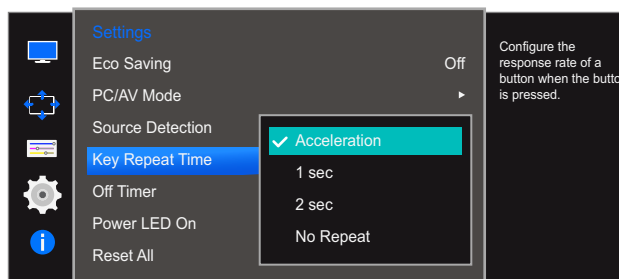 Settings
Eco Saving Off
PC/AV Mode
Source Detection
Key Repeat Time
Off Timer
Power LED On
Reset All
Acceleration
1 sec
2 sec
No Repeat
Configure the
response rate of a
button when the butto
is pressed.